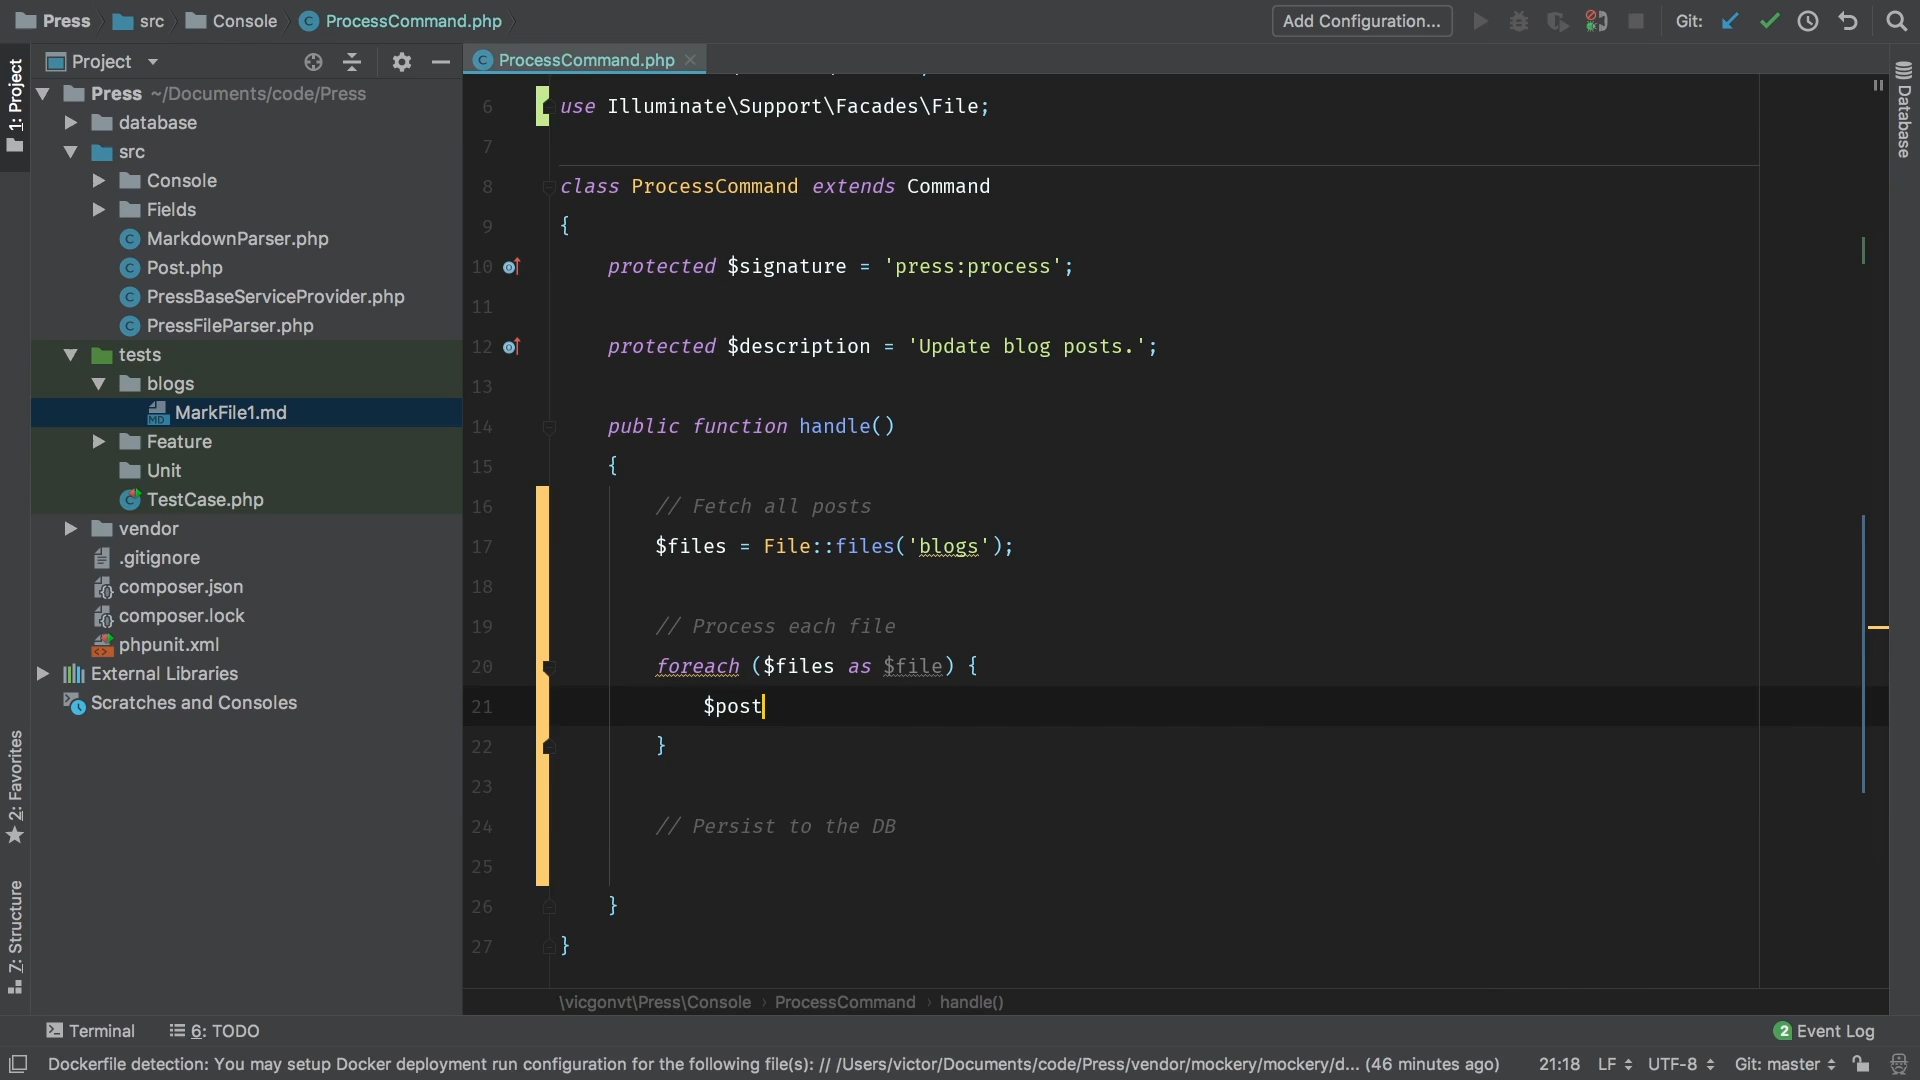 Press src Console ProcessCommand.php
Add Configuration... Git:
1: Project
Project
ProcessCommand.php
Press ~/Documents/code/Press
database
src
Console
Fields
MarkdownParser.php
Post.php
PressBaseServiceProvider.php
PressFileParser.php
tests
blogs
MarkFile1.md
Feature
Unit
TestCase.php
vendor
.gitignore
composer.json
composer.lock
phpunit.xml
External Libraries
Scratches and Consoles
2: Favorites
7: Structure
6 use Illuminate\Support\Facades\File;
7
8 class ProcessCommand extends Command
9 {
10 protected $signature = 'press:process';
11
12 protected $description = 'Update blog posts.';
13
14 public function handle()
15 {
16 // Fetch all posts
17 $files = File::files('blogs');
18
19 // Process each file
20 foreach ($files as $file) {
21 $post
22 }
23
24 // Persist to the DB
25
26 }
27 }
\vicgonvt\Press\Console › ProcessCommand › handle()
Database
Terminal 6: TODO
2 Event Log
Dockerfile detection: You may setup Docker deployment run configuration for the following file(s): // /Users/victor/Documents/code/Press/vendor/mockery/mockery/d... (46 minutes ago) 21:18 LF UTF-8 Git: master